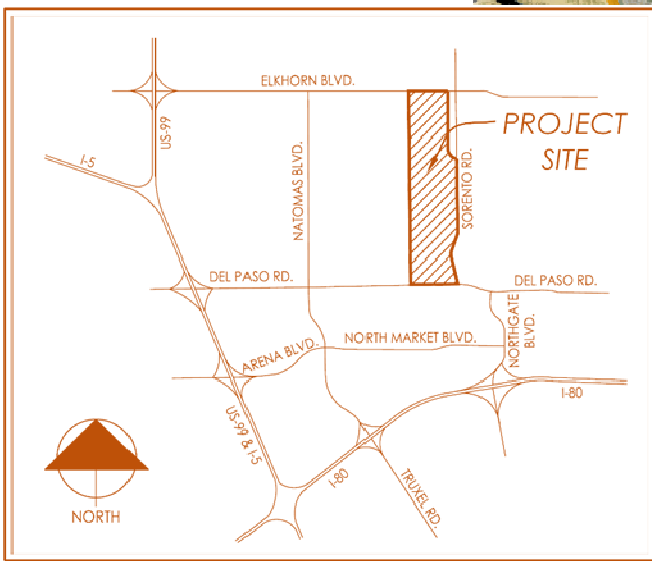 ELKHORN BLVD.
US-99
I-5
NATOMAS BLVD.
PROJECT
SITE
SORENTO RD.
DEL PASO RD.
DEL PASO RD.
NORTHGATE
BLVD.
ARENA BLVD.
NORTH MARKET BLVD.
US-99 & I-5
I-80
I-80
TRUXEL RD.
NORTH